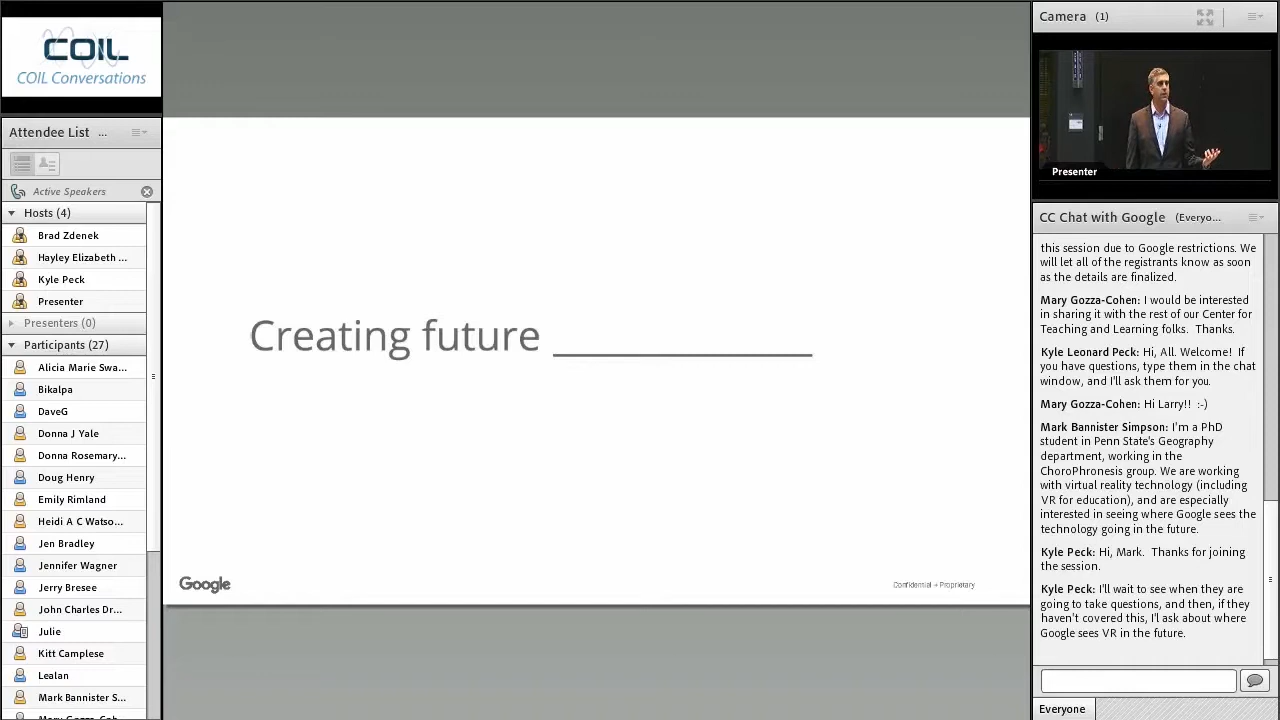 COIL
COIL Conversations
Attendee List ...
Active Speakers
Hosts (4)
Brad Zdenek
Hayley Elizabeth ...
Kyle Peck
Presenter
Presenters (0)
Participants (27)
Alicia Marie Swa...
Bikalpa
DaveG
Donna J Yale
Donna Rosemary...
Doug Henry
Emily Rimland
Heidi A C Watso...
Jen Bradley
Jennifer Wagner
Jerry Bresee
John Charles Dr...
Julie
Kitt Camplese
Lealan
Mark Bannister S...
Creating future ____________
Google
Confidential + Proprietary
Camera (1)
Presenter
CC Chat with Google (Everyo...
this session due to Google restrictions. We
will let all of the registrants know as soon
as the details are finalized.
Mary Gozza-Cohen: I would be interested
in sharing it with the rest of our Center for
Teaching and Learning folks. Thanks.
Kyle Leonard Peck: Hi, All. Welcome! If
you have questions, type them in the chat
window, and I'll ask them for you.
Mary Gozza-Cohen: Hi Larry!! :-)
Mark Bannister Simpson: I'm a PhD
student in Penn State's Geography
department, working in the
ChoroPhronesis group. We are working
with virtual reality technology (including
VR for education), and are especially
interested in seeing where Google sees the
technology going in the future.
Kyle Peck: Hi, Mark. Thanks for joining
the session.
Kyle Peck: I'll wait to see when they are
going to take questions, and then, if they
haven't covered this, I'l ask about where
Google sees VR in the future.
Everyone